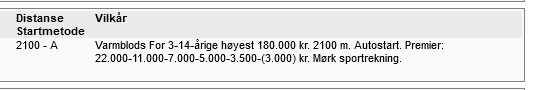 Distanse Vilkår
Startmetode
2100 - A Varmblods For 3-14-årige høyest 180.000 kr. 2100 m. Autostart. Premier:
22.000-11.000-7.000-5.000-3.500-(3.000) kr. Mørk sportrekning.